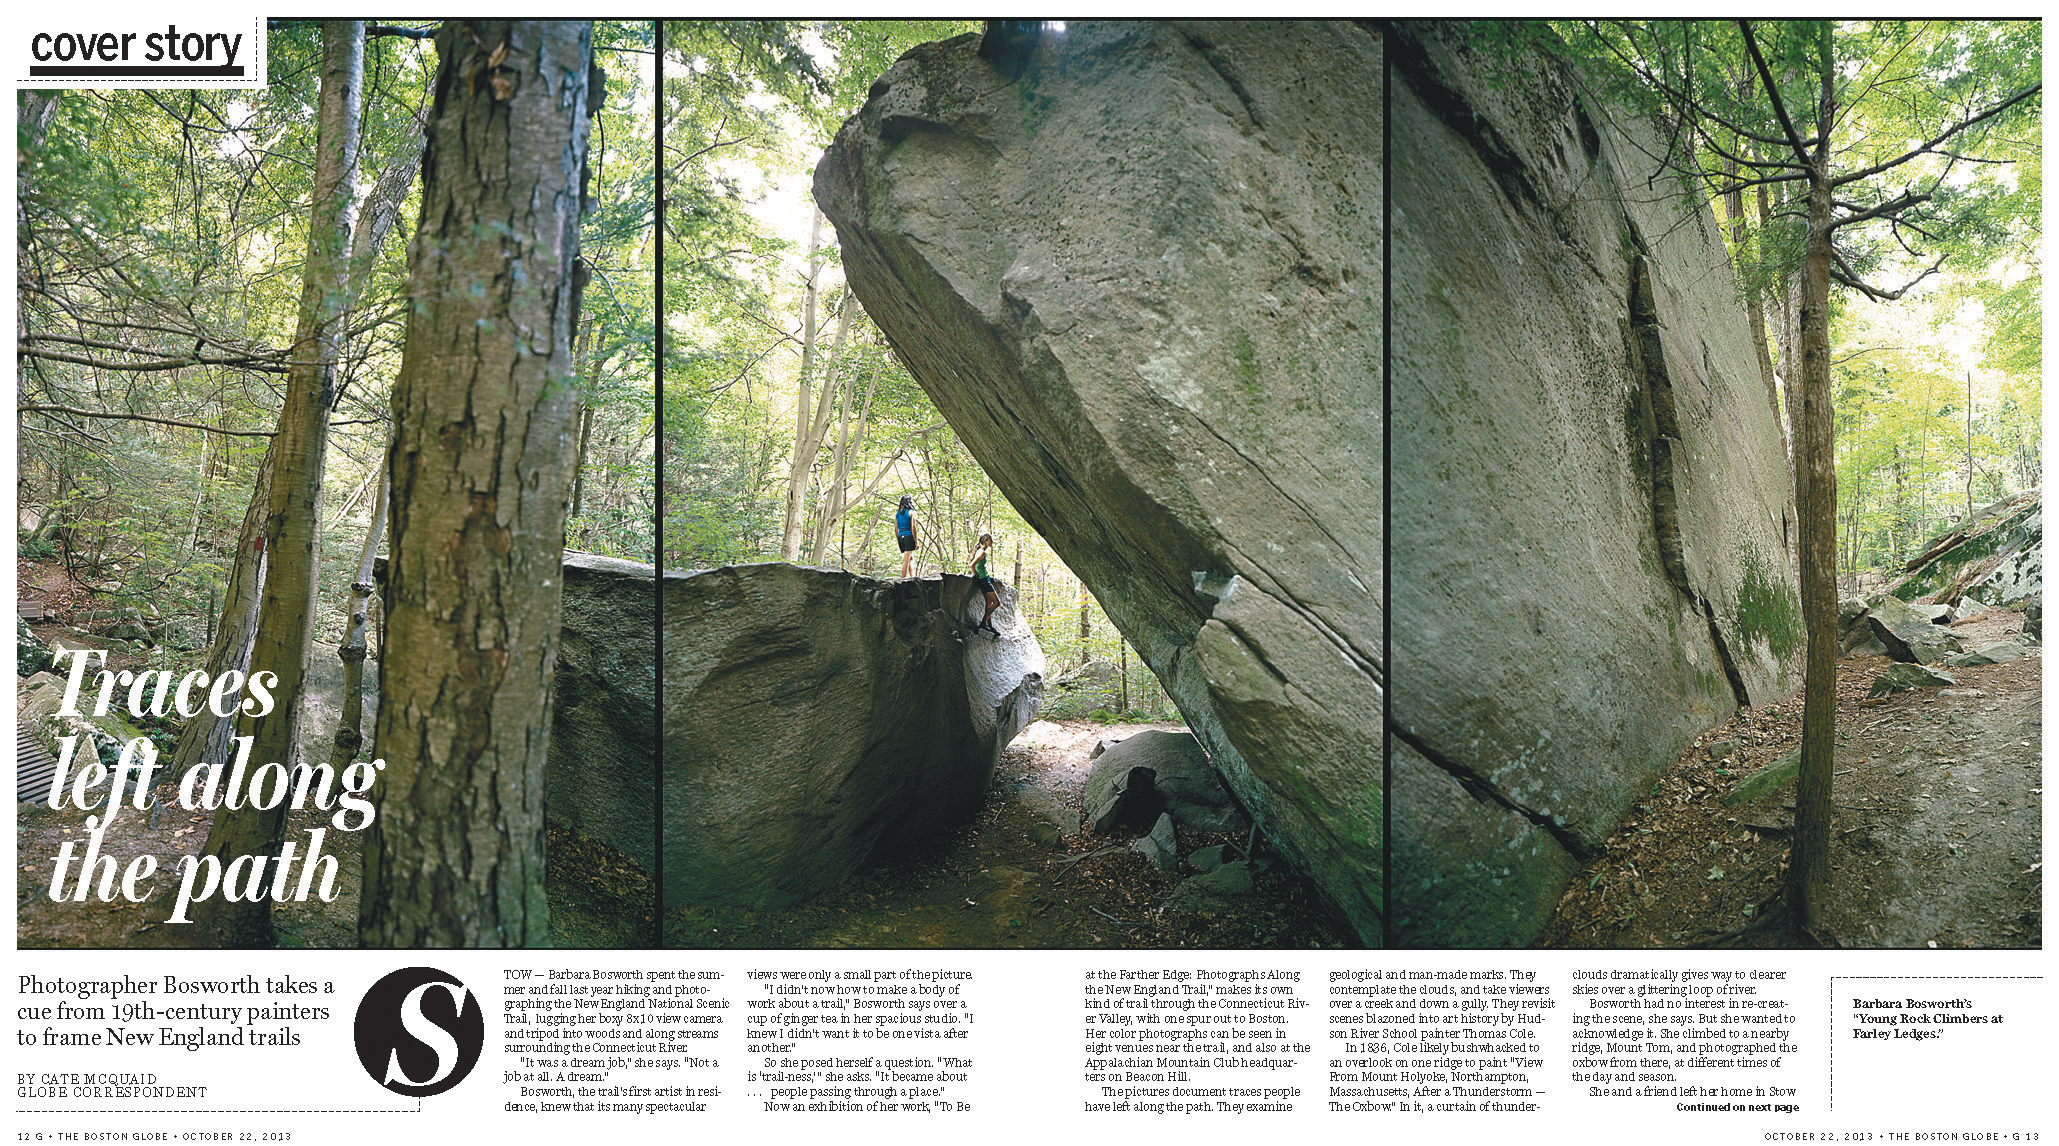 cover story
Traces
left along
the path
Photographer Bosworth takes a
cue from 19th-century painters
to frame New England trails
BY CATE MCQUAID
GLOBE CORRESPONDENT
S
TOW — Barbara Bosworth spent the sum-
mer and fall last year hiking and photo-
graphing the New England National Scenic
Trail, lugging her boxy 8x10 view camera
and tripod into woods and along streams
surrounding the Connecticut River.
"It was a dream job," she says. "Not a
job at all. A dream."
Bosworth, the trail's first artist in resi-
dence, knew that its many spectacular
views were only a small part of the picture.
"I didn't now how to make a body of
work about a trail," Bosworth says over a
cup of ginger tea in her spacious studio. "I
knew I didn't want it to be one vista after
another."
So she posed herself a question. "What
is 'trail-ness,'" she asks. "It became about
. . . people passing through a place."
Now an exhibition of her work, "To Be
at the Farther Edge: Photographs Along
the New England Trail," makes its own
kind of trail through the Connecticut Riv-
er Valley, with one spur out to Boston.
Her color photographs can be seen in
eight venues near the trail, and also at the
Appalachian Mountain Club headquar-
ters on Beacon Hill.
The pictures document traces people
have left along the path. They examine
geological and man-made marks. They
contemplate the clouds, and take viewers
over a creek and down a gully. They revisit
scenes blazoned into art history by Hud-
son River School painter Thomas Cole.
In 1836, Cole likely bushwhacked to
an overlook on one ridge to paint "View
From Mount Holyoke, Northampton,
Massachusetts, After a Thunderstorm —
The Oxbow." In it, a curtain of thunder-
clouds dramatically gives way to clearer
skies over a glittering loop of river.
Bosworth had no interest in re-creat-
ing the scene, she says. But she wanted to
acknowledge it. She climbed to a nearby
ridge, Mount Tom, and photographed the
oxbow from there, at different times of
the day and season.
She and a friend left her home in Stow
Continued on next page
Barbara Bosworth's
"Young Rock Climbers at
Farley Ledges."
12 G • THE BOSTON GLOBE • OCTOBER 22, 2013
OCTOBER 22, 2013 • THE BOSTON GLOBE • G 13